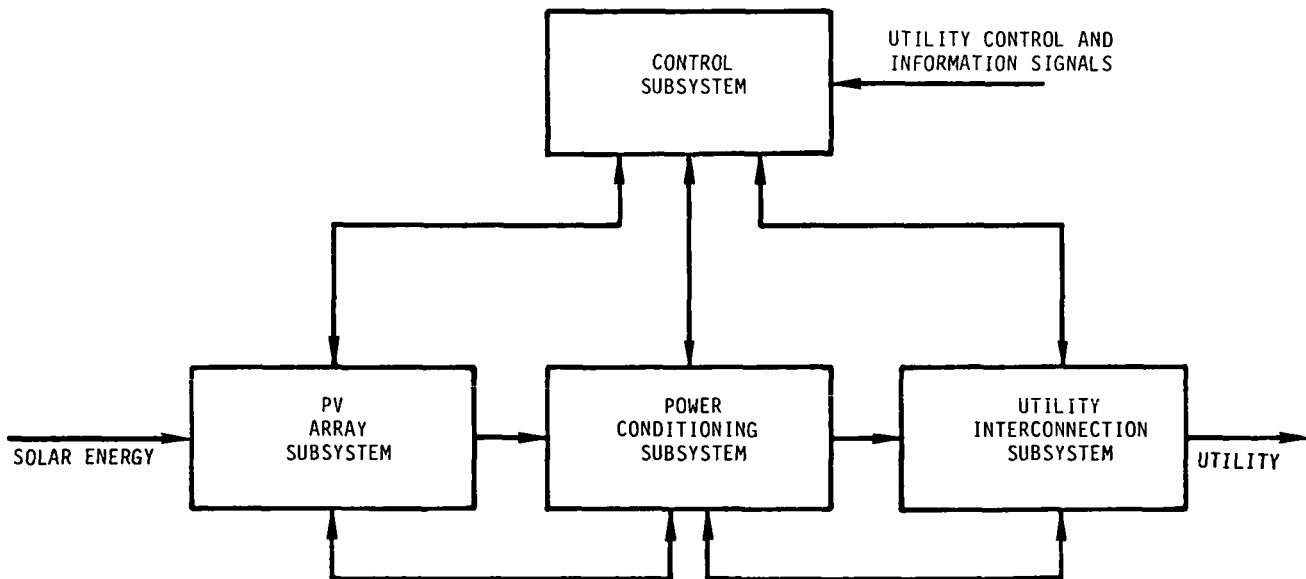 UTILITY CONTROL AND
INFORMATION SIGNALS
CONTROL
SUBSYSTEM
PV
ARRAY
SUBSYSTEM
POWER
CONDITIONING
SUBSYSTEM
UTILITY
INTERCONNECTION
SUBSYSTEM
SOLAR ENERGY
UTILITY